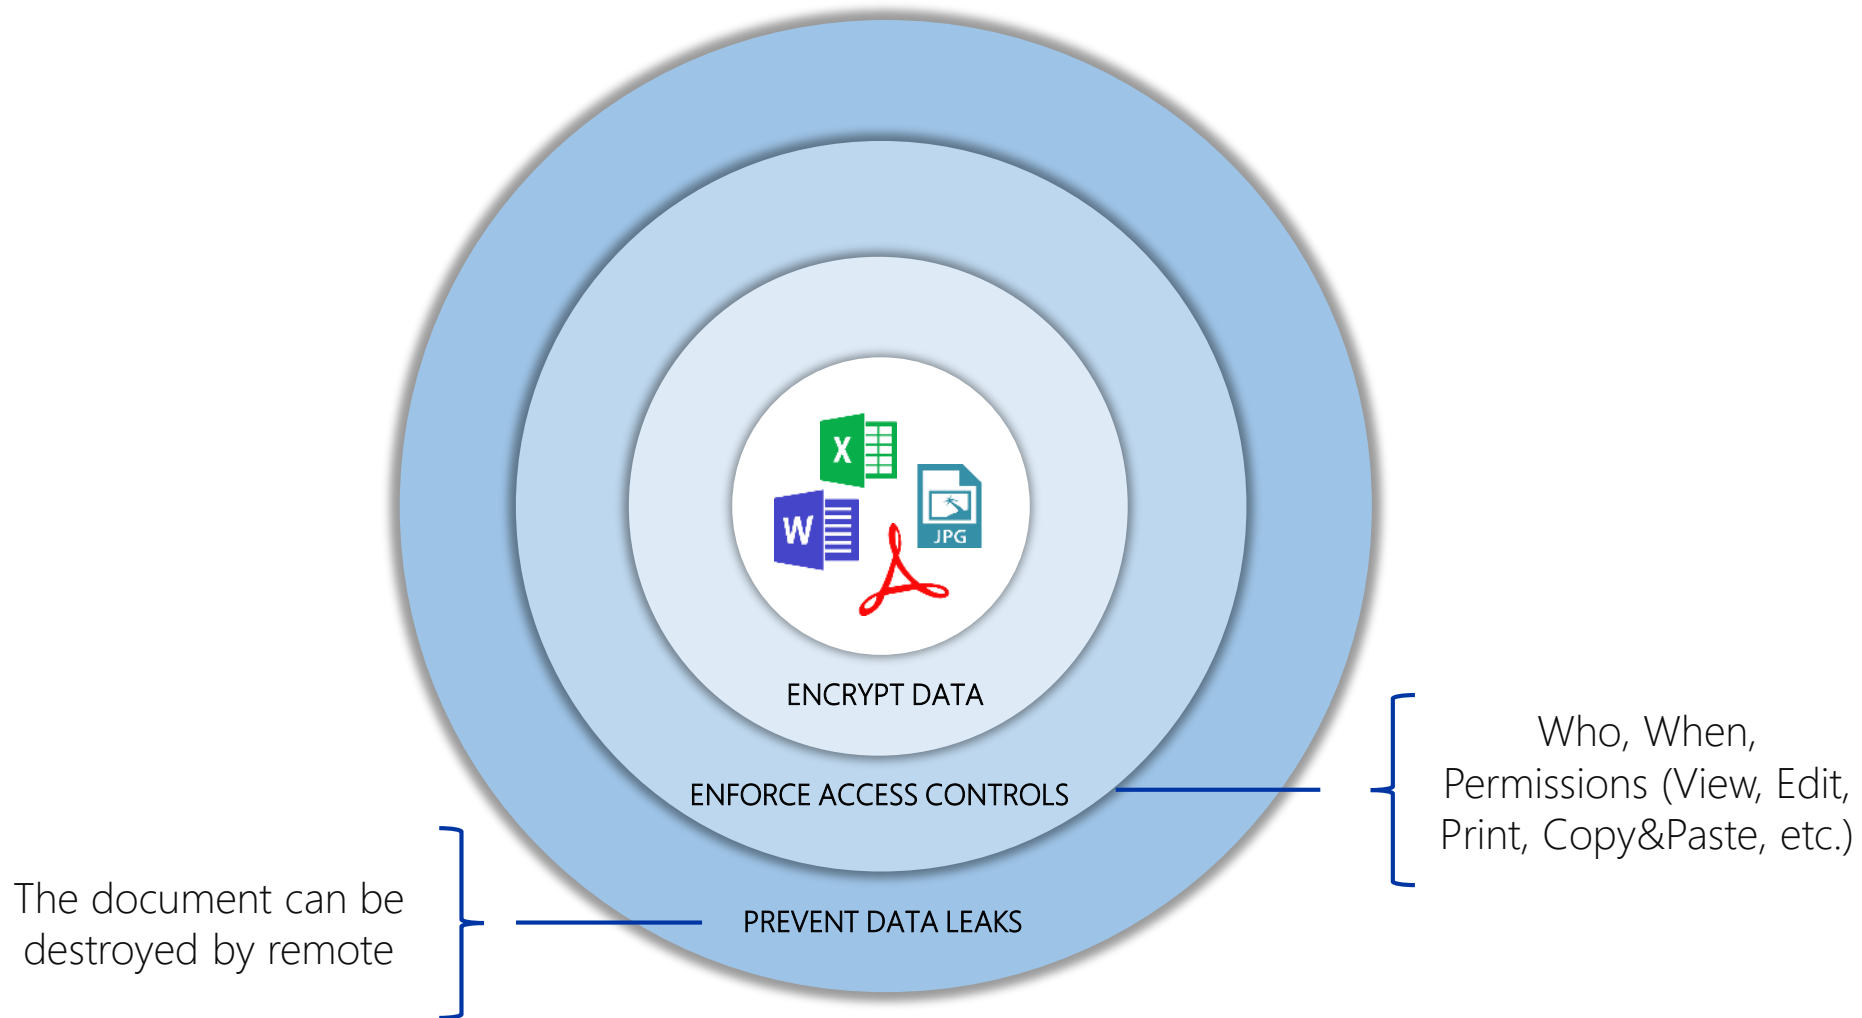 X
W
JPG
ENCRYPT DATA
ENFORCE ACCESS CONTROLS
PREVENT DATA LEAKS
Who, When,
Permissions (View, Edit,
Print, Copy&Paste, etc.)
The document can be
destroyed by remote